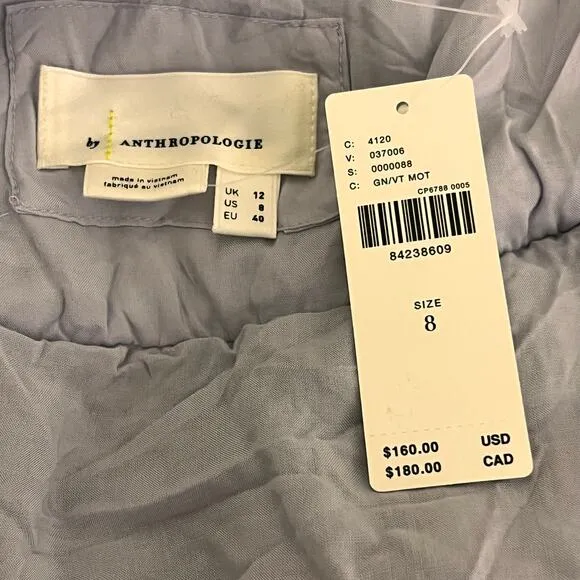 by ANTHROPOLOGIE
made in vietnam
fabriqué au vietnam
UK 12
US 8
EU 40
C: 4120
V: 037006
S: 0000088
C: GN/VT MOT
CP6788 0005
84238609
SIZE
8
$160.00 USD
$180.00 CAD